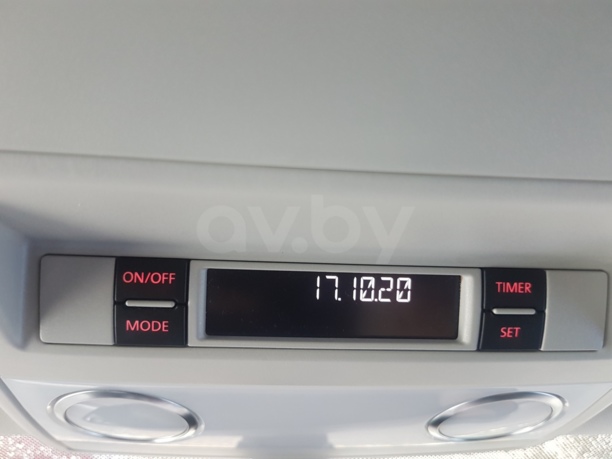 av.by
ON/OFF
17.10.20
TIMER
MODE
SET